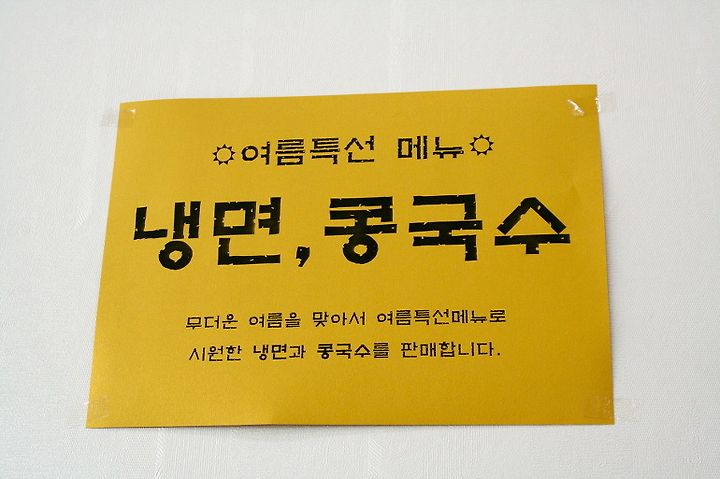 ☼여름특선 메뉴☼
냉면, 콩국수
무더운 여름을 맞아서 여름특선메뉴로
시원한 냉면과 콩국수를 판매합니다.